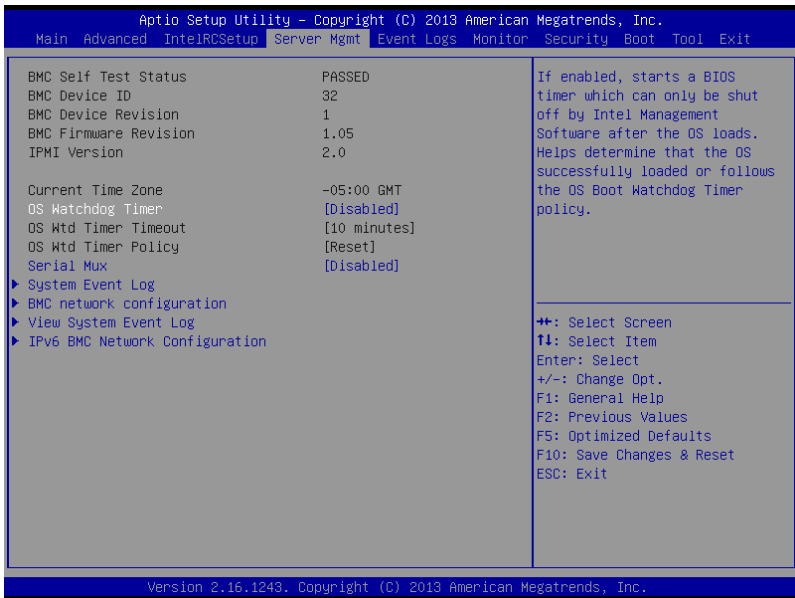 Aptio Setup Utility – Copyright (C) 2013 American Megatrends, Inc.
Main Advanced IntelRCSetup Server Mgmt Event Logs Monitor Security Boot Tool Exit
BMC Self Test Status PASSED
BMC Device ID 32
BMC Device Revision 1
BMC Firmware Revision 1.05
IPMI Version 2.0
Current Time Zone -05:00 GMT
OS Watchdog Timer [Disabled]
OS Wtd Timer Timeout [10 minutes]
OS Wtd Timer Policy [Reset]
Serial Mux [Disabled]
System Event Log
BMC network configuration
View System Event Log
IPv6 BMC Network Configuration
If enabled, starts a BIOS
timer which can only be shut
off by Intel Management
Software after the OS loads.
Helps determine that the OS
successfully loaded or follows
the OS Boot Watchdog Timer
policy.
→←: Select Screen
↑↓: Select Item
Enter: Select
+/-: Change Opt.
F1: General Help
F2: Previous Values
F5: Optimized Defaults
F10: Save Changes & Reset
ESC: Exit
Version 2.16.1243. Copyright (C) 2013 American Megatrends, Inc.